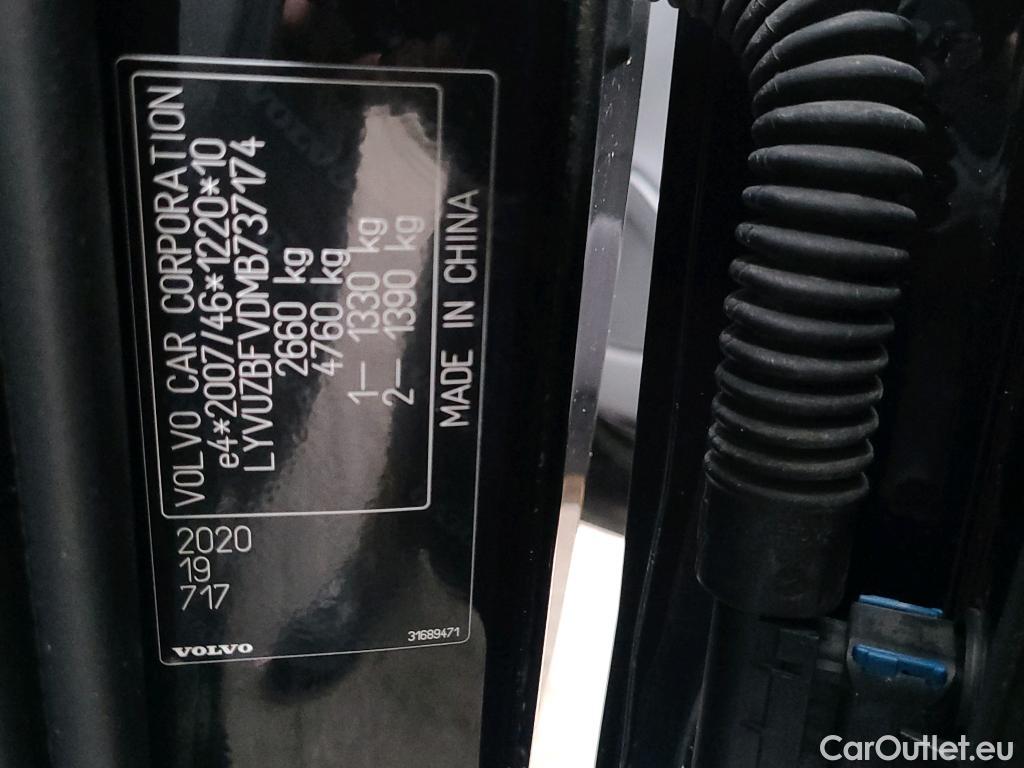 VOLVO CAR CORPORATION
e4*2007/46*1220*10
LYVUZBFVDMB737174
2660 kg
4760 kg
1— 1330 kg
2— 1390 kg
MADE IN CHINA
2020
19
717
VOLVO
31689471
CarOutlet.eu